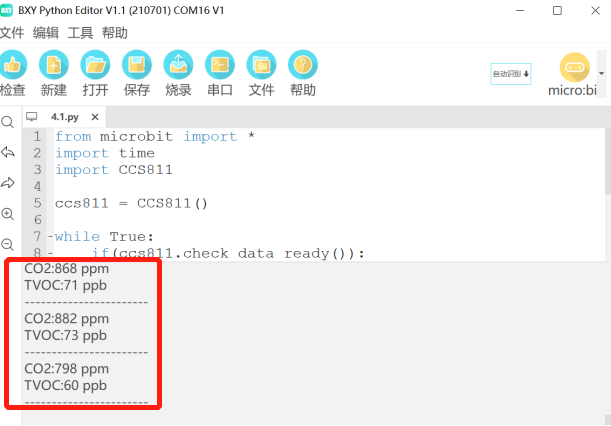 BXY Python Editor V1.1 (210701) COM16 V1
文件 编辑 工具 帮助
检查 新建 打开 保存 烧录 串口 文件 帮助
自动识别
micro:bi
4.1.py
1 from microbit import *
2 import time
3 import CCS811
4
5 ccs811 = CCS811()
6
7 while True:
8 if(ccs811.check_data_ready()):
CO2:868 ppm
TVOC:71 ppb
-----------------------
CO2:882 ppm
TVOC:73 ppb
-----------------------
CO2:798 ppm
TVOC:60 ppb
-----------------------